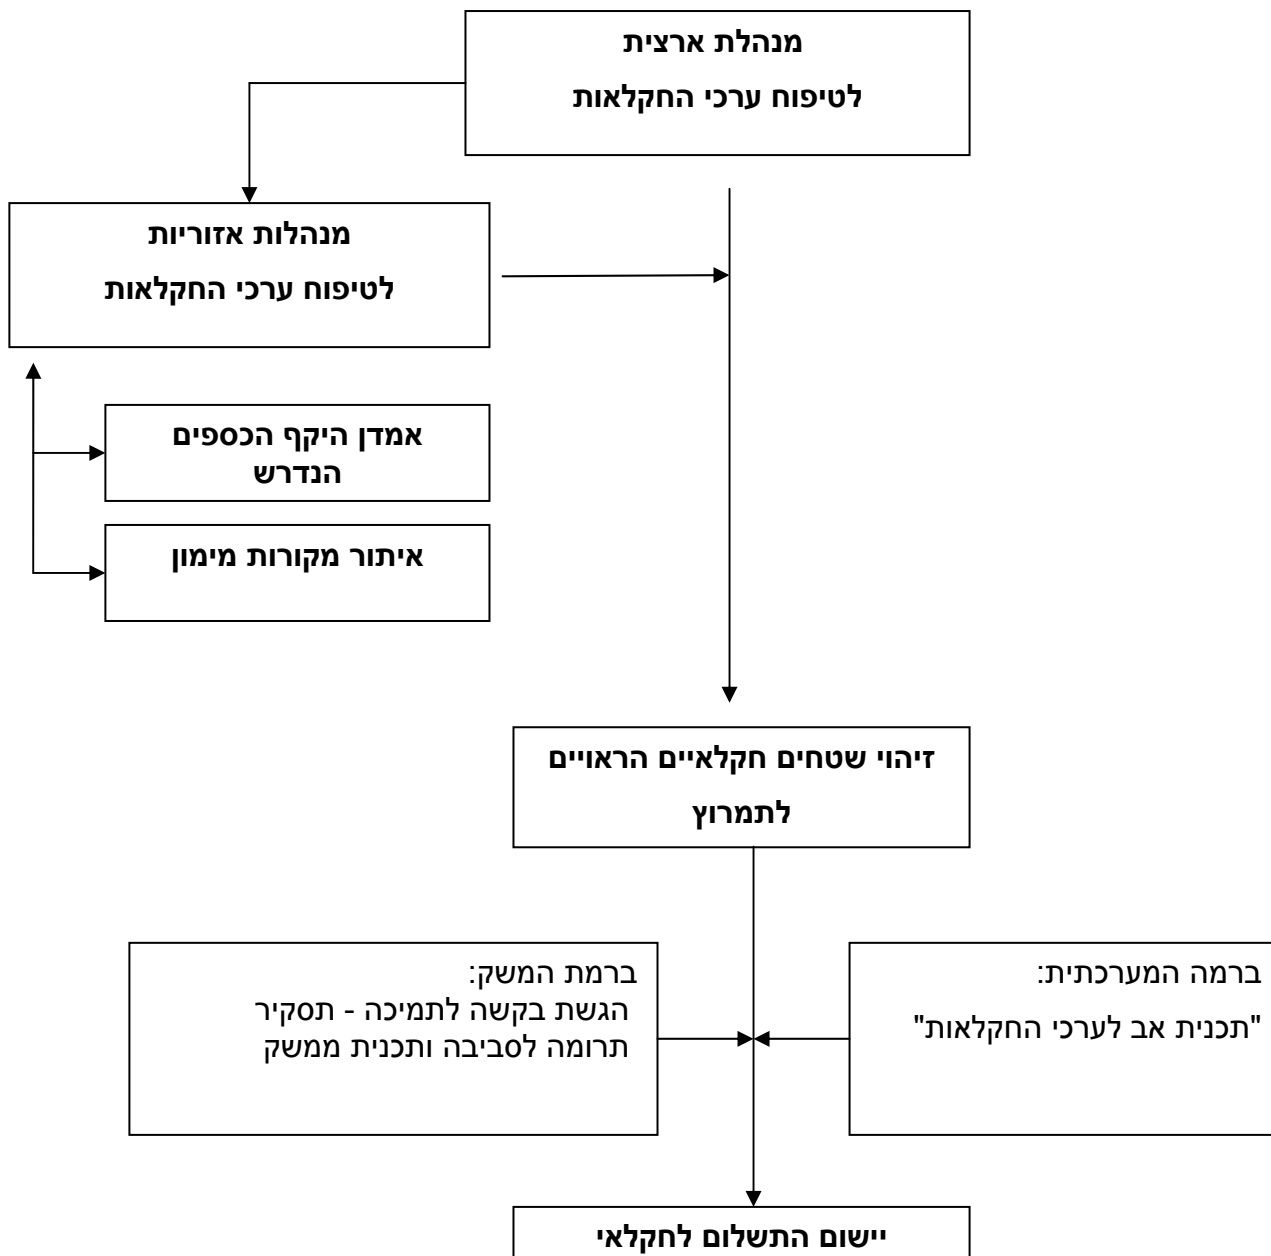 מנהלת ארצית
לטיפוח ערכי החקלאות
מנהלות אזוריות
לטיפוח ערכי החקלאות
אמדן היקף הכספים
הנדרש
איתור מקורות מימון
זיהוי שטחים חקלאיים הראויים
לתמרוץ
ברמה המערכתית:
"תכנית אב לערכי החקלאות"
ברמת המשק:
הגשת בקשה לתמיכה - תסקיר
תרומה לסביבה ותכנית ממשק
יישום התשלום לחקלאי